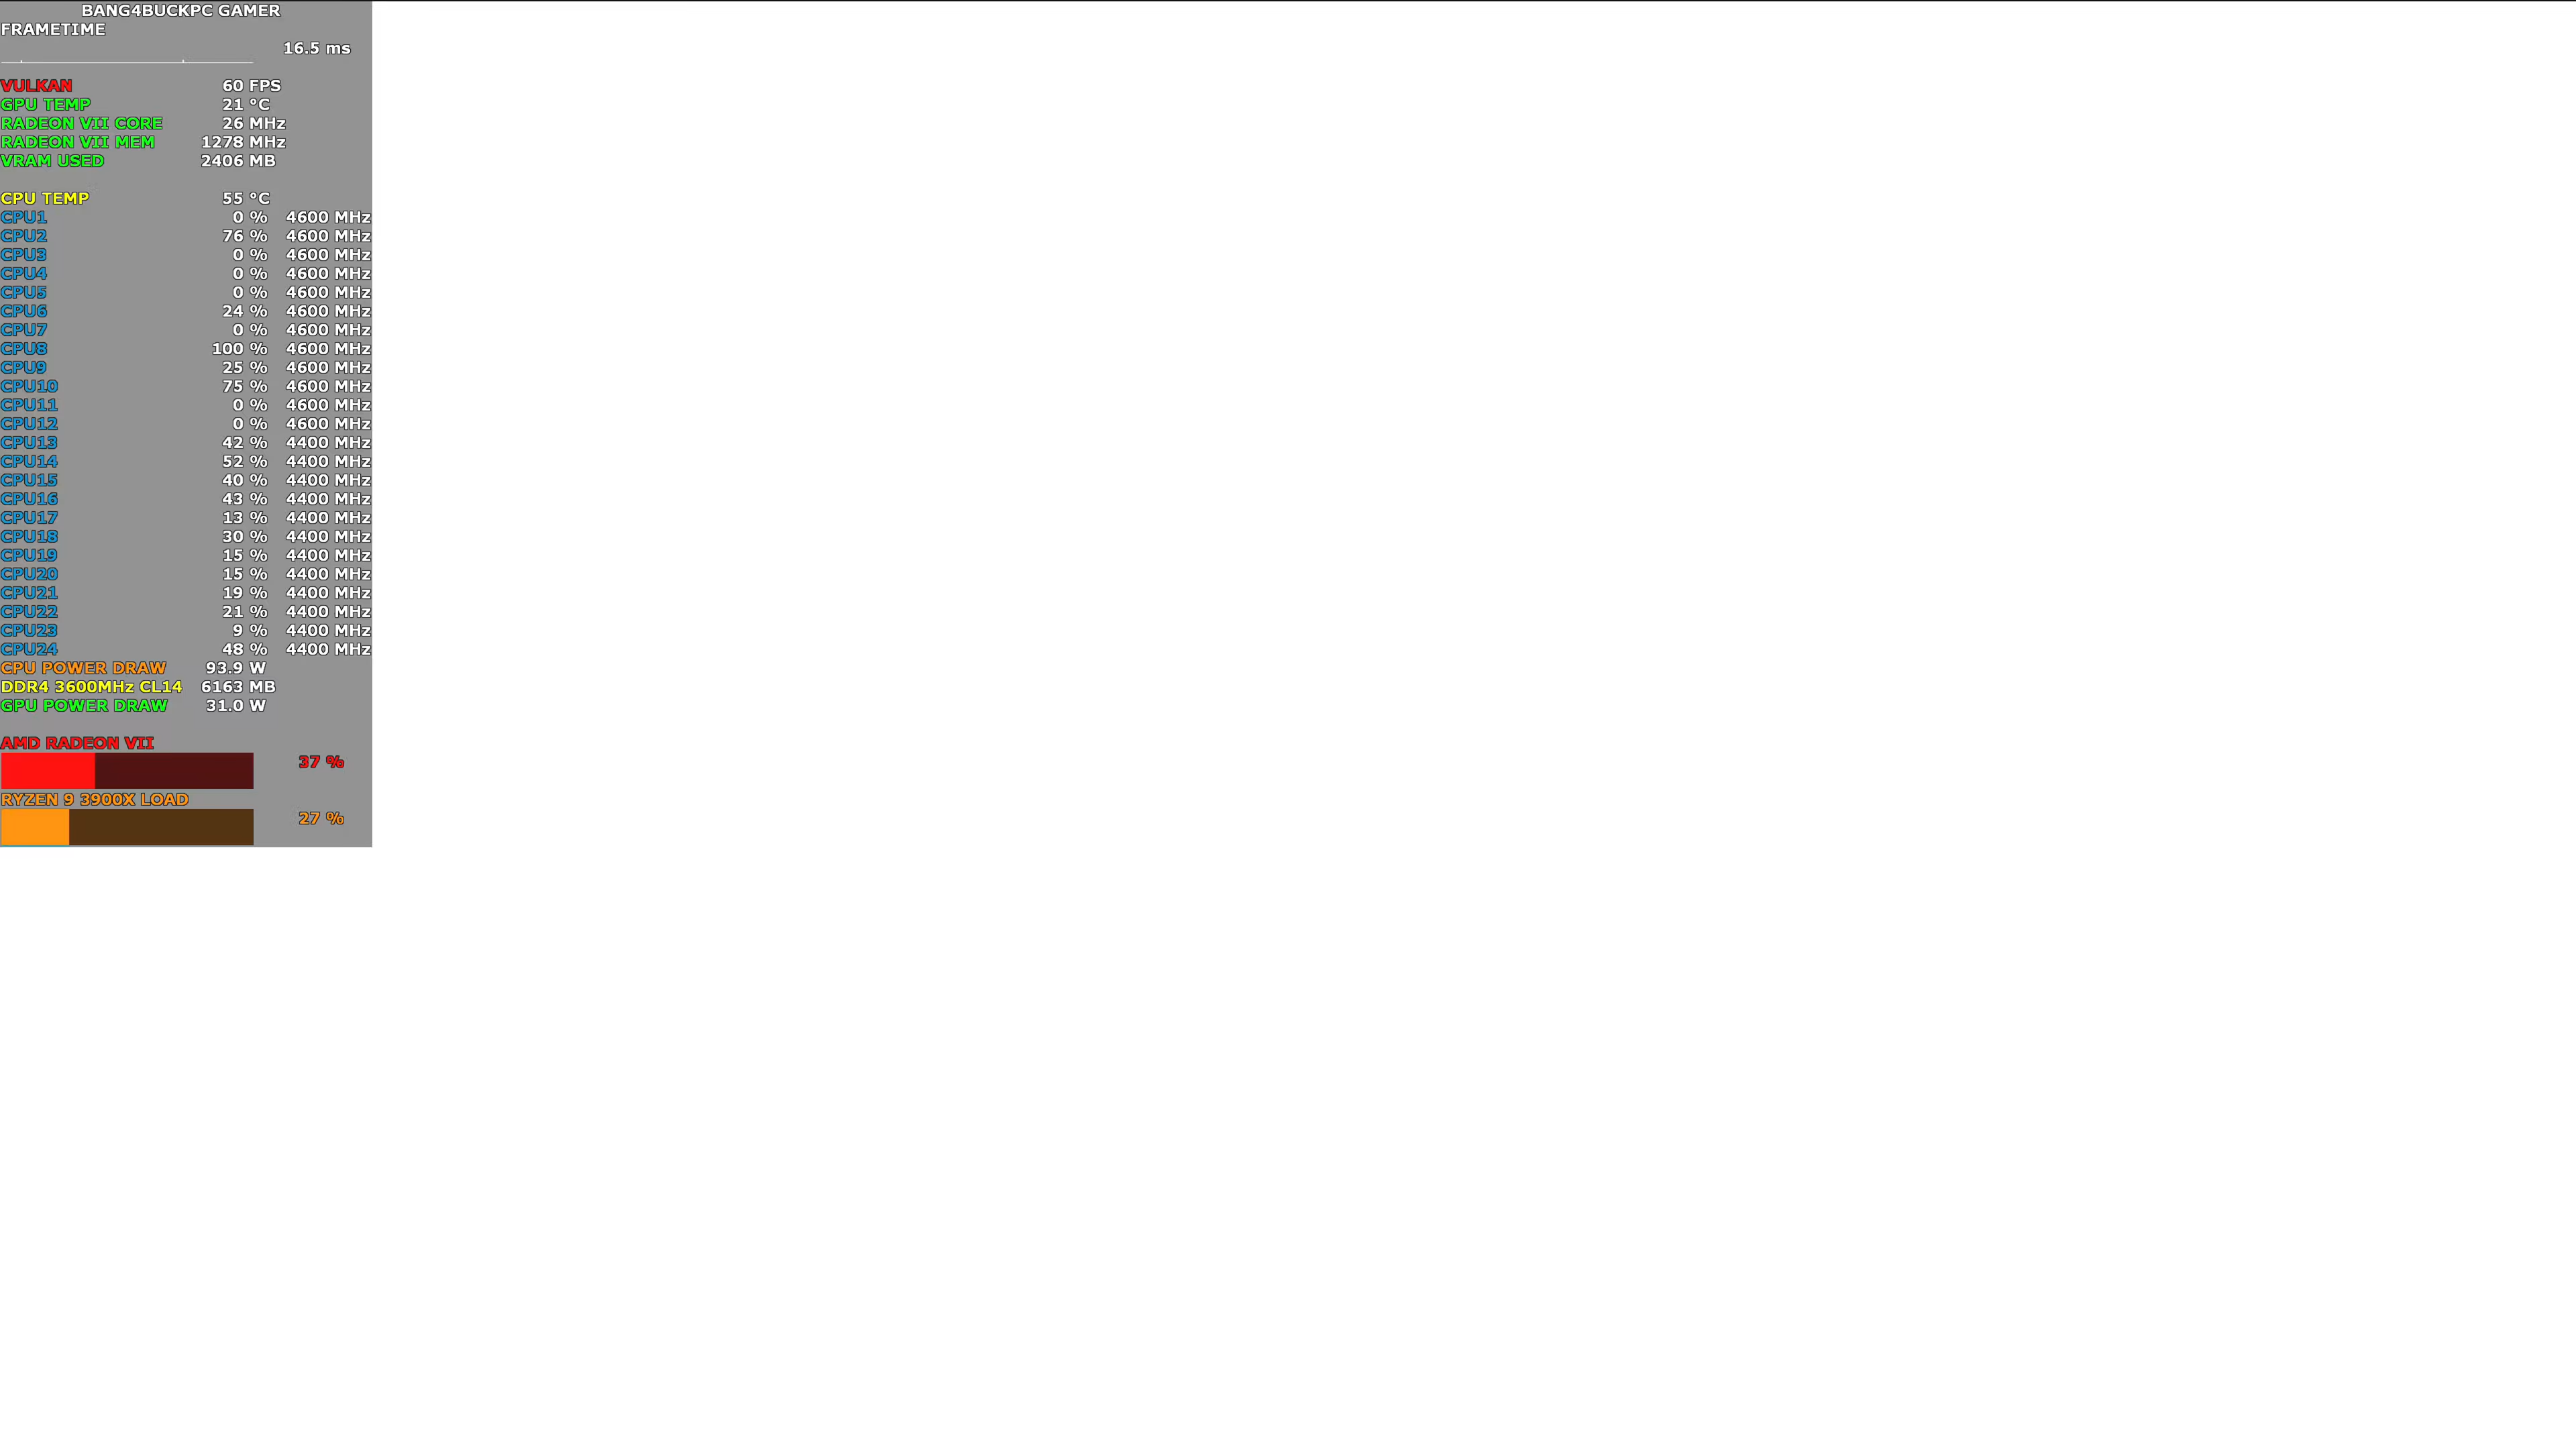 BANG4BUCKPC GAMER
FRAMETIME
16.5 ms
VULKAN 60 FPS
GPU TEMP 21 °C
RADEON VII CORE 26 MHz
RADEON VII MEM 1278 MHz
VRAM USED 2406 MB
CPU TEMP 55 °C
CPU1 0 % 4600 MHz
CPU2 76 % 4600 MHz
CPU3 0 % 4600 MHz
CPU4 0 % 4600 MHz
CPU5 0 % 4600 MHz
CPU6 24 % 4600 MHz
CPU7 0 % 4600 MHz
CPU8 100 % 4600 MHz
CPU9 25 % 4600 MHz
CPU10 75 % 4600 MHz
CPU11 0 % 4600 MHz
CPU12 0 % 4600 MHz
CPU13 42 % 4400 MHz
CPU14 52 % 4400 MHz
CPU15 40 % 4400 MHz
CPU16 43 % 4400 MHz
CPU17 13 % 4400 MHz
CPU18 30 % 4400 MHz
CPU19 15 % 4400 MHz
CPU20 15 % 4400 MHz
CPU21 19 % 4400 MHz
CPU22 21 % 4400 MHz
CPU23 9 % 4400 MHz
CPU24 48 % 4400 MHz
CPU POWER DRAW 93.9 W
DDR4 3600MHz CL14 6163 MB
GPU POWER DRAW 31.0 W
AMD RADEON VII
37 %
RYZEN 9 3900X LOAD
27 %